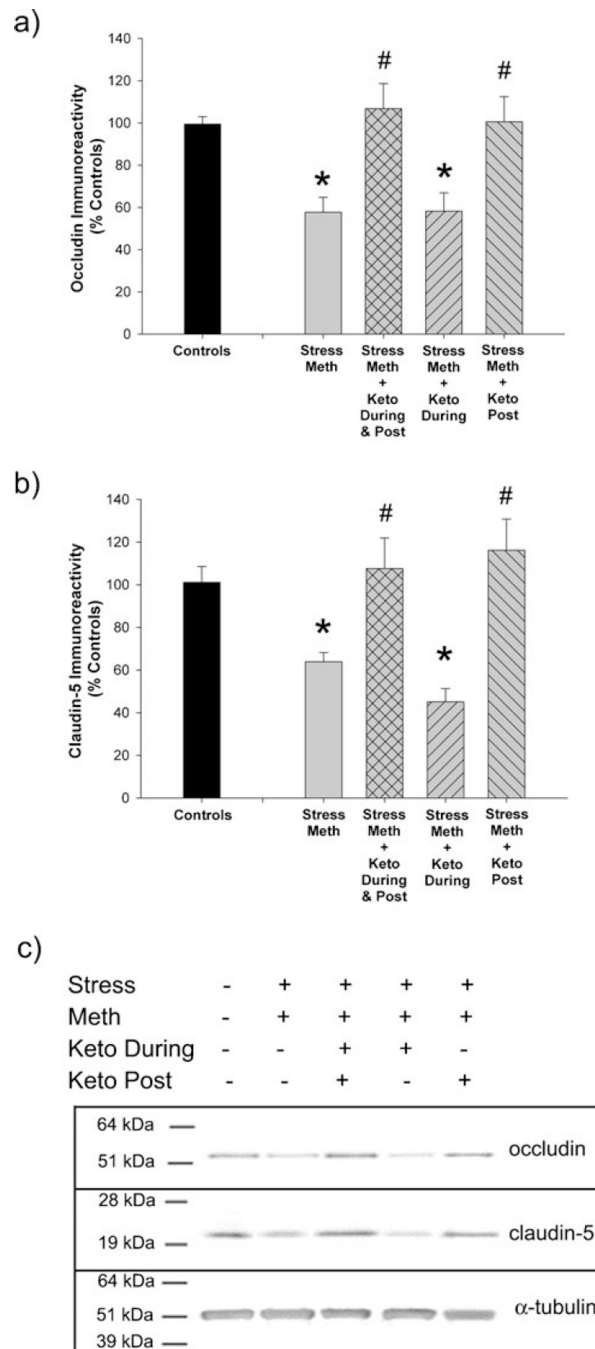 a)
Occludin Immunoreactivity
(% Controls)
140
120
100
80
60
40
20
0
#
#
*
*
Controls
Stress
Meth
Stress
Meth
+
Keto
During
& Post
Stress
Meth
+
Keto
During
Stress
Meth
+
Keto
Post
b)
Claudin-5 Immunoreactivity
(% Controls)
140
120
100
80
60
40
20
0
#
#
*
*
Controls
Stress
Meth
Stress
Meth
+
Keto
During
& Post
Stress
Meth
+
Keto
During
Stress
Meth
+
Keto
Post
c)
Stress - + + + +
Meth - + + + +
Keto During - - + + -
Keto Post - - + - +
64 kDa
51 kDa
occludin
28 kDa
19 kDa
claudin-5
64 kDa
51 kDa
39 kDa
α-tubulin